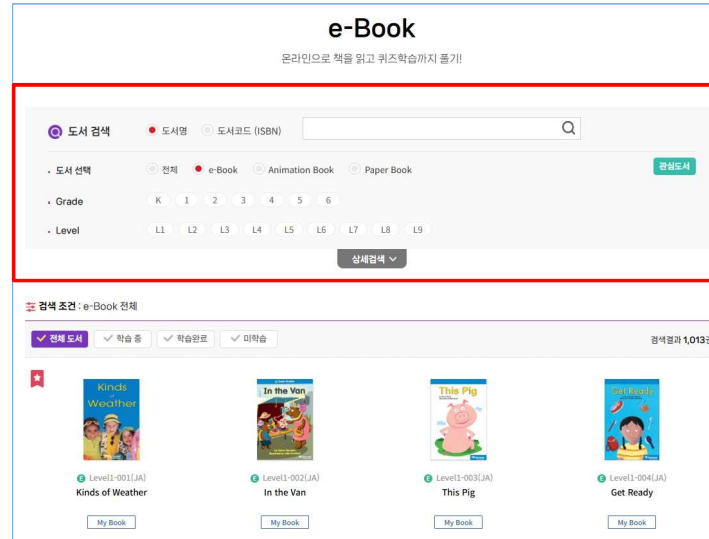 e-Book
온라인으로 책을 읽고 퀴즈학습까지 풀기!
도서 검색 도서명 도서코드 (ISBN)
도서 선택 전체 e-Book Animation Book Paper Book 관심도서
Grade K 1 2 3 4 5 6
Level L1 L2 L3 L4 L5 L6 L7 L8 L9
상세검색
검색 조건 : e-Book 전체
전체 도서 학습 중 학습완료 미학습 검색결과 1,013권
Kinds of Weather
In the Van
This Pig
Get Ready
E Level1-001(JA) E Level1-002(JA) E Level1-003(JA) E Level1-004(JA)
Kinds of Weather In the Van This Pig Get Ready
My Book My Book My Book My Book